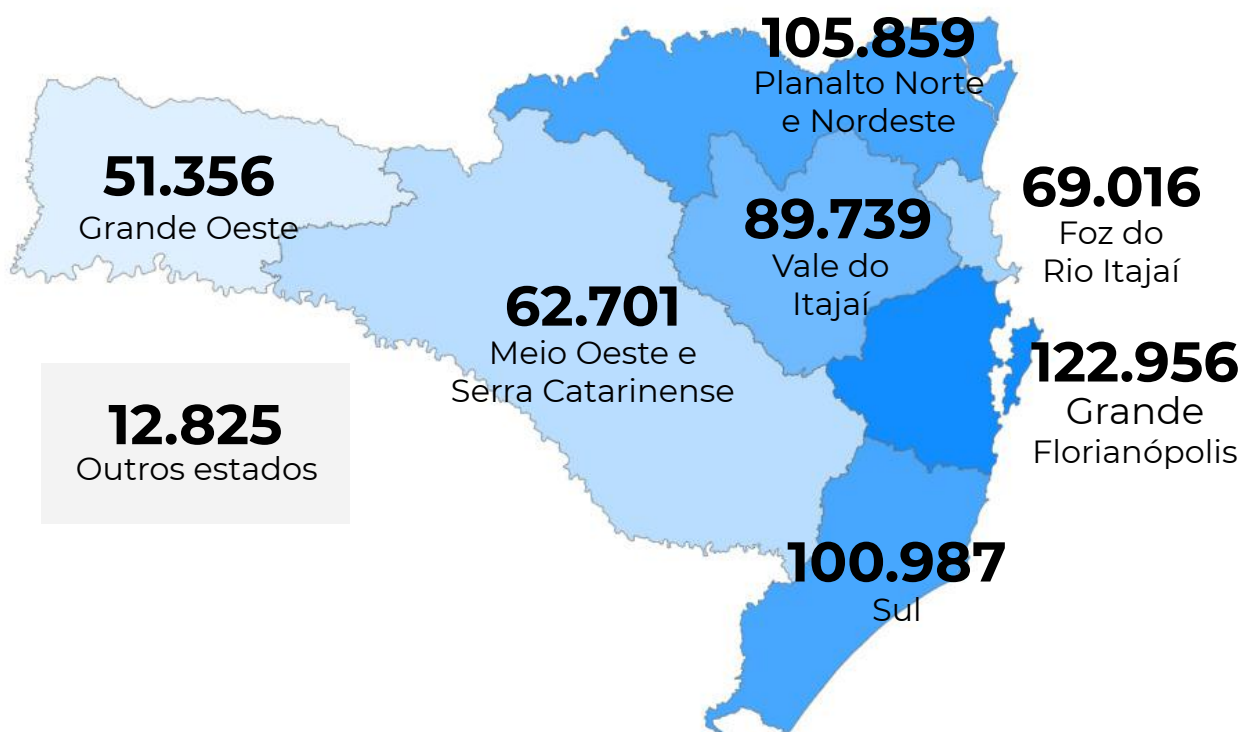 105.859
Planalto Norte
e Nordeste
51.356
Grande Oeste
69.016
Foz do
Rio Itajaí
89.739
Vale do
Itajaí
62.701
Meio Oeste e
Serra Catarinense
122.956
Grande
Florianópolis
12.825
Outros estados
100.987
Sul